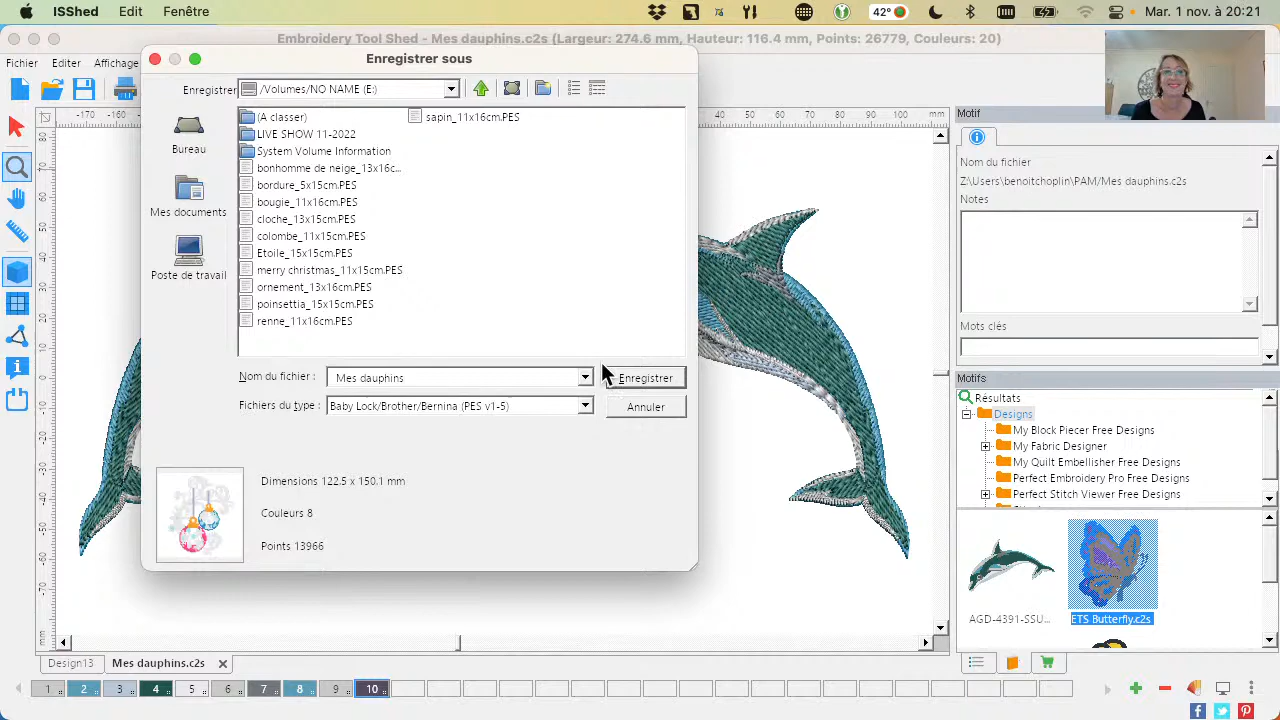 ISShed Edit Fenêtre 42° Mar. 1 nov. à 20:21
Embroidery Tool Shed - Mes dauphins.c2s (Largeur: 274.6 mm, Hauteur: 116.4 mm, Points: 26779, Couleurs: 20)
Fichier Editer Affichage
Enregistrer sous
Enregistrer /Volumes/NO NAME (E:)
Bureau
Mes documents
Poste de travail
(A classer)
LIVE SHOW 11-2022
System Volume Information
bonhomme de neige_13x16c...
bordure_5x15cm.PES
bougie_11x16cm.PES
cloche_13x15cm.PES
colombe_11x15cm.PES
Etoile_15x15cm.PES
merry christmas_11x15cm.PES
ornement_13x16cm.PES
poinsettia_15x15cm.PES
renne_11x16cm.PES
sapin_11x16cm.PES
Nom du fichier : Mes dauphins Enregistrer
Fichiers du type : Baby Lock/Brother/Bernina (PES v1-5) Annuler
Dimensions 122.5 x 150.1 mm
Couleurs 8
Points 13966
-170 -160 80 90 100 110 mm
Motif
Nom du fichier
Z:\Users\benoitchoplin\PAM/Mes dauphins.c2s
Notes
Mots clés
Motifs
Résultats
Designs
My Block Piecer Free Designs
My Fabric Designer
My Quilt Embellisher Free Designs
Perfect Embroidery Pro Free Designs
Perfect Stitch Viewer Free Designs
AGD-4391-SSU... ETS Butterfly.c2s
Design13 Mes dauphins.c2s
1 2 3 4 5 6 7 8 9 10